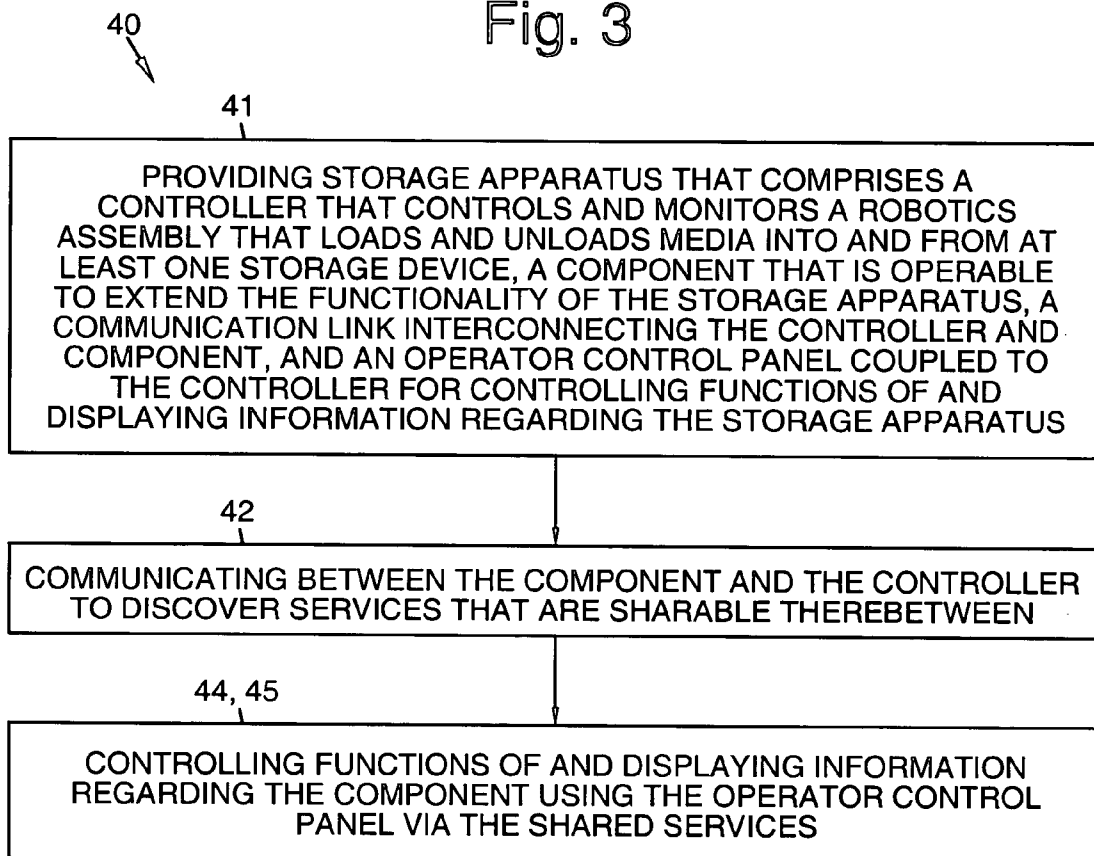 Fig. 3
40
41
PROVIDING STORAGE APPARATUS THAT COMPRISES A
CONTROLLER THAT CONTROLS AND MONITORS A ROBOTICS
ASSEMBLY THAT LOADS AND UNLOADS MEDIA INTO AND FROM AT
LEAST ONE STORAGE DEVICE, A COMPONENT THAT IS OPERABLE
TO EXTEND THE FUNCTIONALITY OF THE STORAGE APPARATUS, A
COMMUNICATION LINK INTERCONNECTING THE CONTROLLER AND
COMPONENT, AND AN OPERATOR CONTROL PANEL COUPLED TO
THE CONTROLLER FOR CONTROLLING FUNCTIONS OF AND
DISPLAYING INFORMATION REGARDING THE STORAGE APPARATUS
42
COMMUNICATING BETWEEN THE COMPONENT AND THE CONTROLLER
TO DISCOVER SERVICES THAT ARE SHARABLE THEREBETWEEN
44, 45
CONTROLLING FUNCTIONS OF AND DISPLAYING INFORMATION
REGARDING THE COMPONENT USING THE OPERATOR CONTROL
PANEL VIA THE SHARED SERVICES